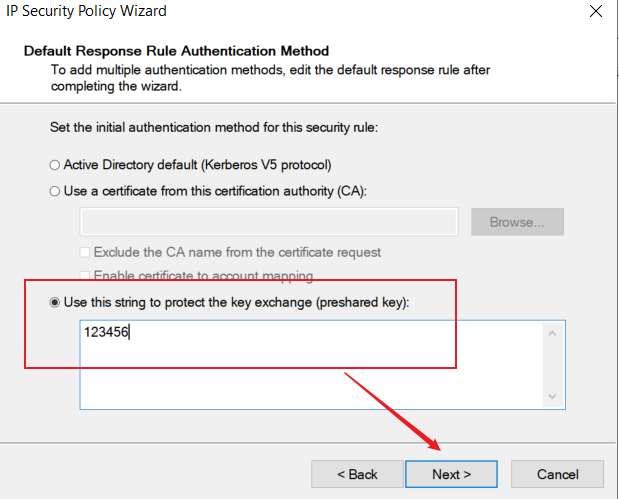 IP Security Policy Wizard
Default Response Rule Authentication Method
To add multiple authentication methods, edit the default response rule after
completing the wizard.
Set the initial authentication method for this security rule:
Active Directory default (Kerberos V5 protocol)
Use a certificate from this certification authority (CA):
Browse...
Exclude the CA name from the certificate request
Enable certificate to account mapping
Use this string to protect the key exchange (preshared key):
123456
< Back
Next >
Cancel